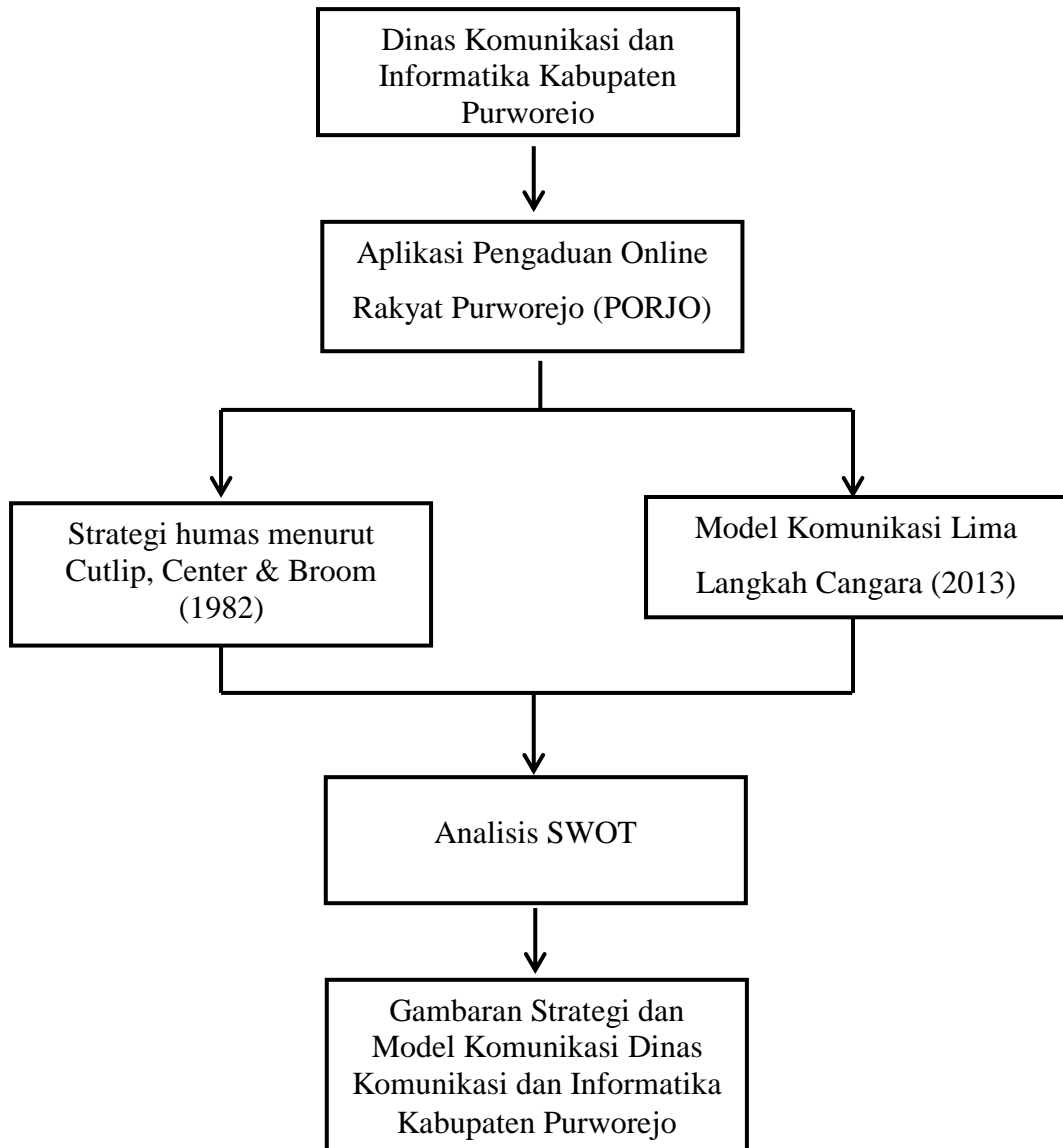 Dinas Komunikasi dan
Informatika Kabupaten
Purworejo
Aplikasi Pengaduan Online
Rakyat Purworejo (PORJO)
Strategi humas menurut
Cutlip, Center & Broom
(1982)
Model Komunikasi Lima
Langkah Cangara (2013)
Analisis SWOT
Gambaran Strategi dan
Model Komunikasi Dinas
Komunikasi dan Informatika
Kabupaten Purworejo